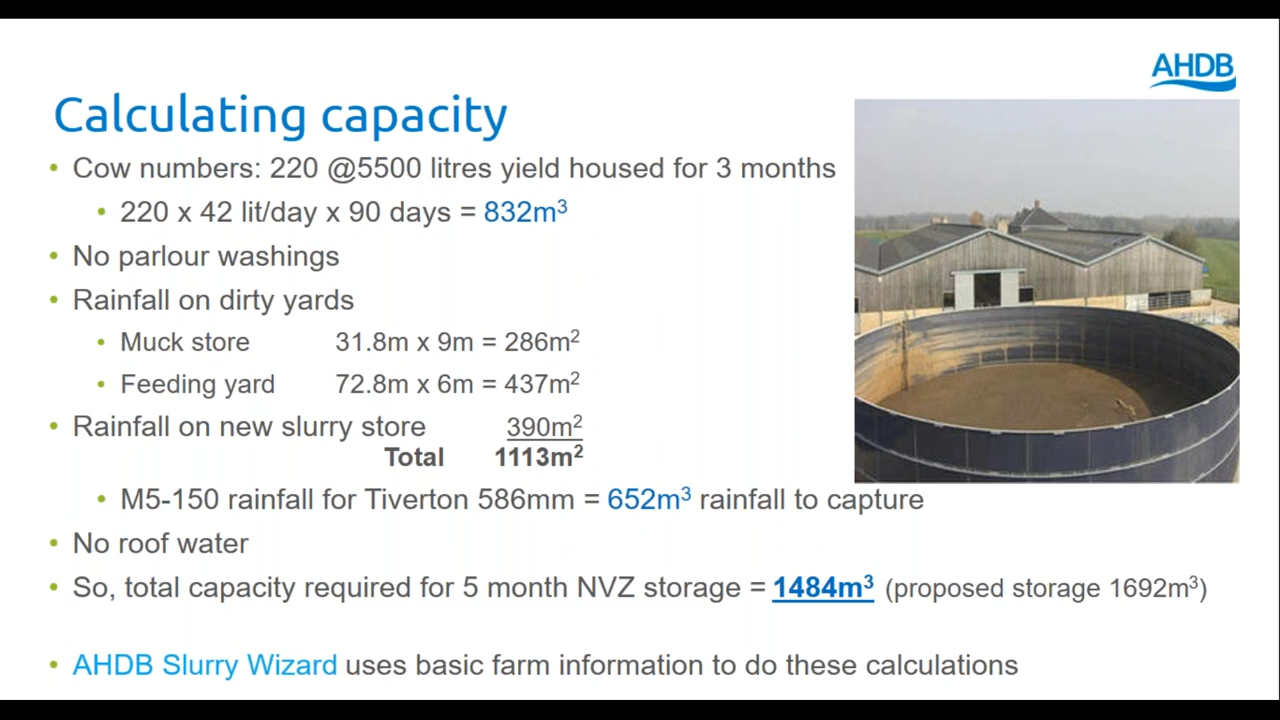 AHDB
Calculating capacity
• Cow numbers: 220 @5500 litres yield housed for 3 months
• 220 x 42 lit/day x 90 days = 832m³
• No parlour washings
• Rainfall on dirty yards
• Muck store 31.8m x 9m = 286m²
• Feeding yard 72.8m x 6m = 437m²
• Rainfall on new slurry store 390m²
Total 1113m²
• M5-150 rainfall for Tiverton 586mm = 652m³ rainfall to capture
• No roof water
• So, total capacity required for 5 month NVZ storage = 1484m³ (proposed storage 1692m³)
• AHDB Slurry Wizard uses basic farm information to do these calculations